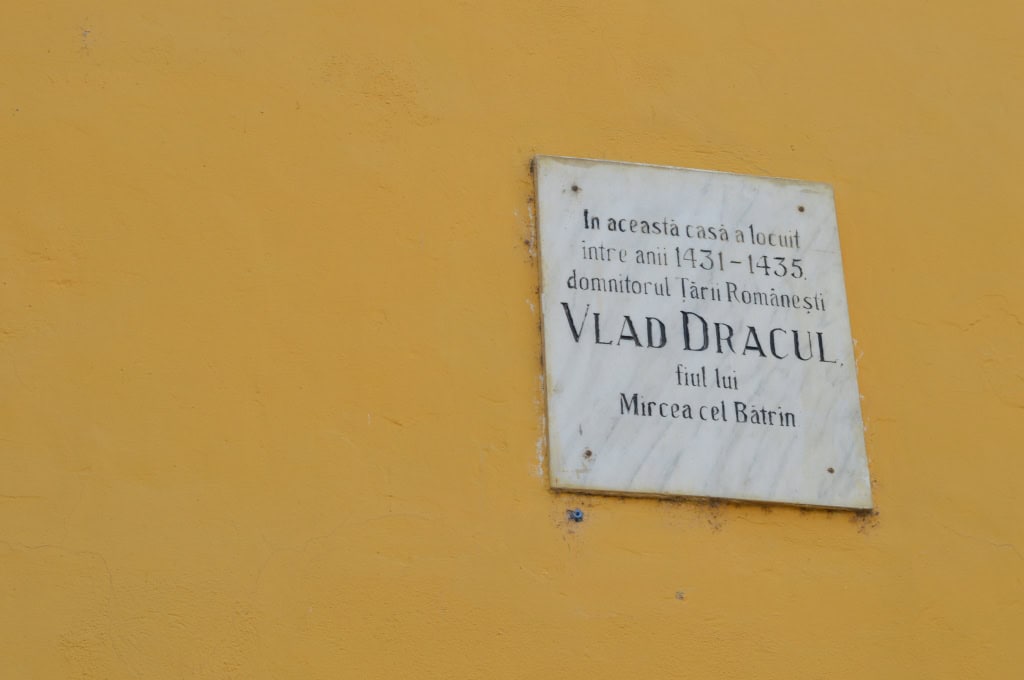 In această casă a locuit
intre anii 1431-1435.
domnitorul Țării Românești
VLAD DRACUL,
fiul lui
Mircea cel Bătrin